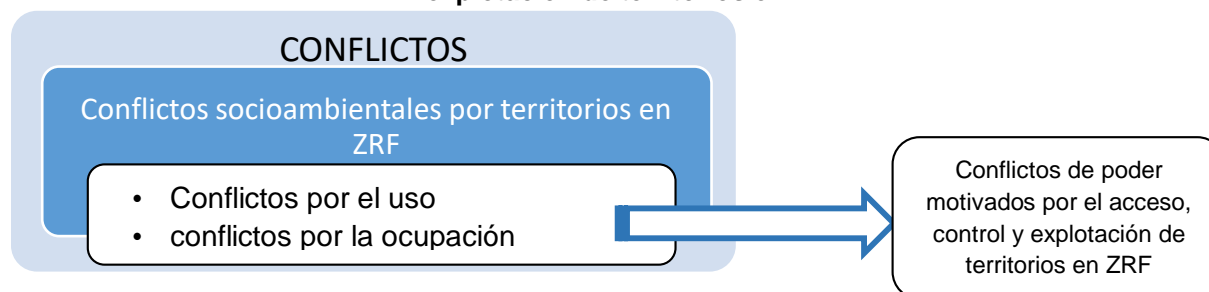 CONFLICTOS
Conflictos socioambientales por territorios en
ZRF
• Conflictos por el uso
• conflictos por la ocupación
Conflictos de poder
motivados por el acceso,
control y explotación de
territorios en ZRF